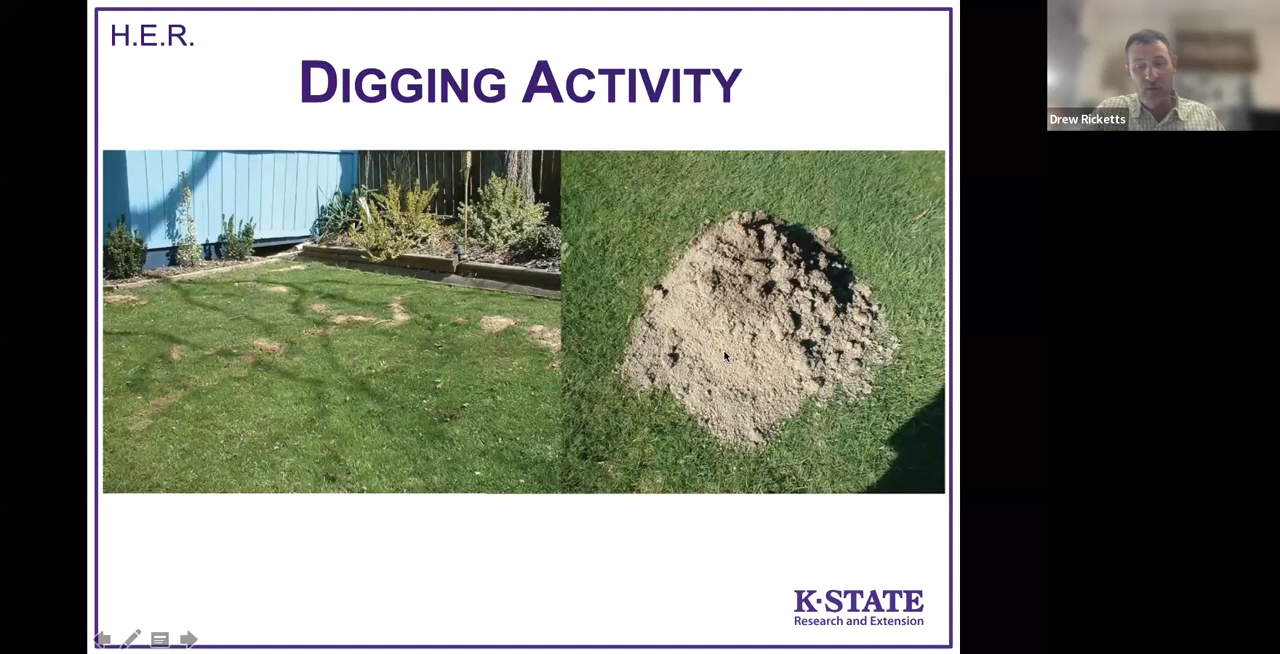 H.E.R.
DIGGING ACTIVITY
Drew Ricketts
K·STATE
Research and Extension